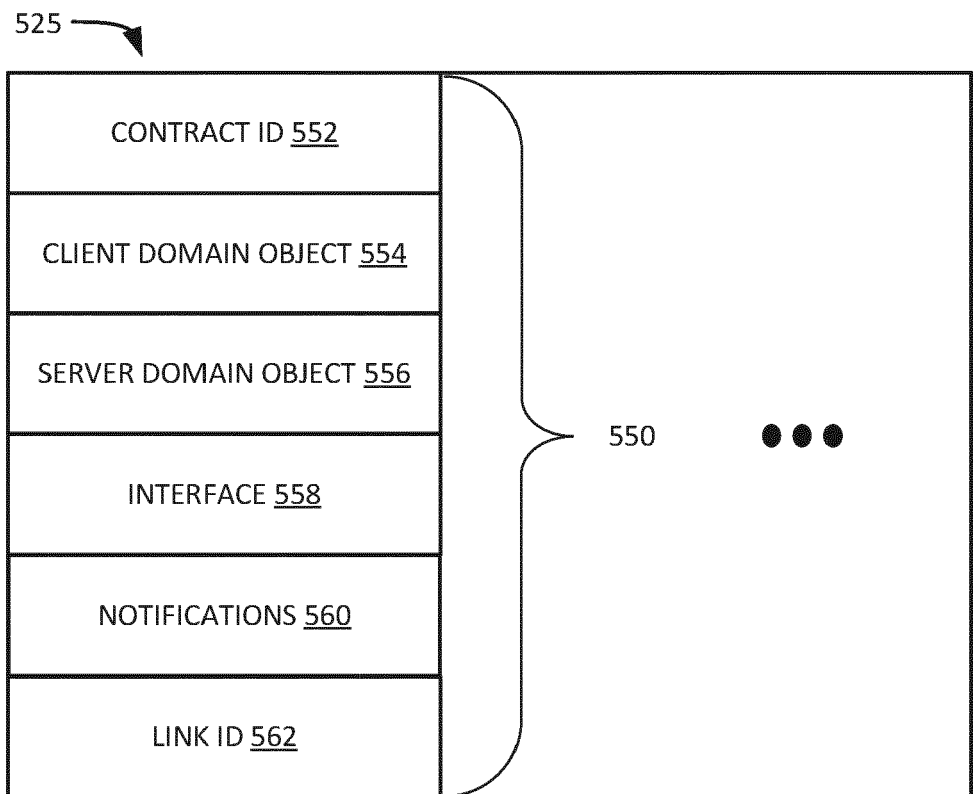 525
CONTRACT ID 552
CLIENT DOMAIN OBJECT 554
SERVER DOMAIN OBJECT 556
INTERFACE 558
550
NOTIFICATIONS 560
LINK ID 562